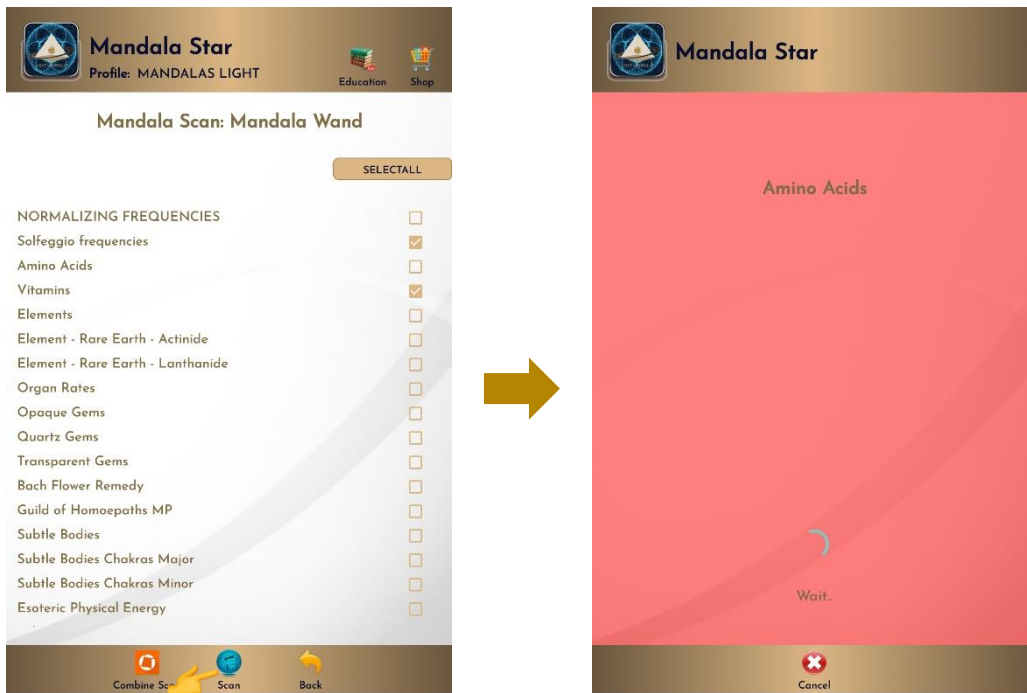 Mandala Star
Profile: MANDALAS LIGHT
Education
Shop
Mandala Scan: Mandala Wand
SELECTALL
NORMALIZING FREQUENCIES
Solfeggio frequencies
Amino Acids
Vitamins
Elements
Element - Rare Earth - Actinide
Element - Rare Earth - Lanthanide
Organ Rates
Opaque Gems
Quartz Gems
Transparent Gems
Bach Flower Remedy
Guild of Homoepaths MP
Subtle Bodies
Subtle Bodies Chakras Major
Subtle Bodies Chakras Minor
Esoteric Physical Energy
Combine
Scan
Back
Mandala Star
Amino Acids
Wait..
Cancel